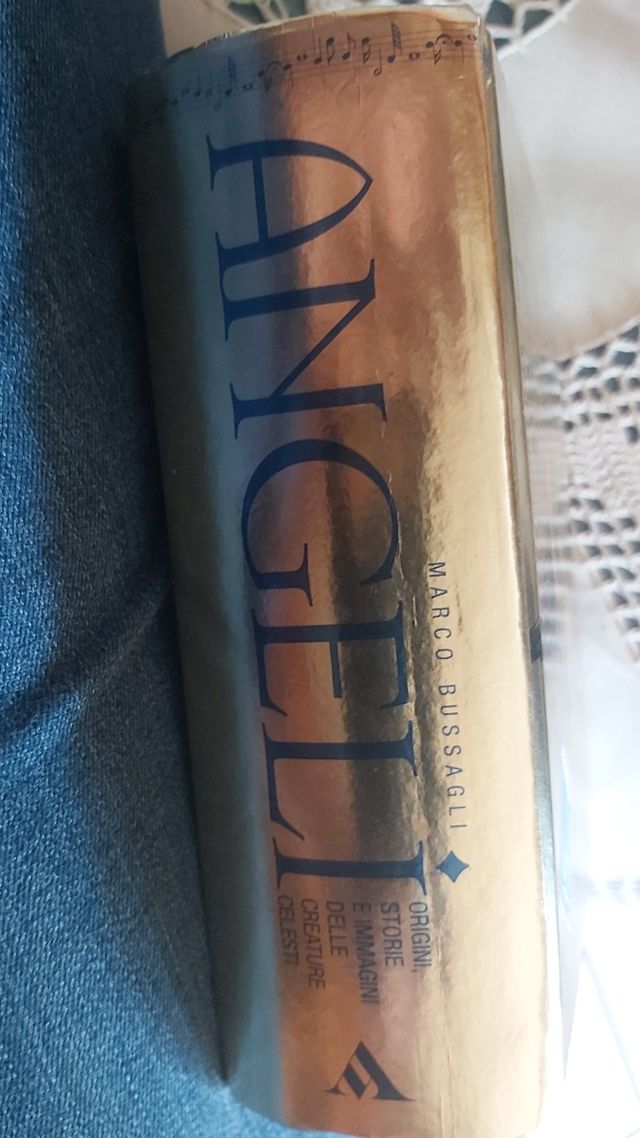 MARCO BUSSAGLI
ANGELI
ORIGINI,
STORIE
E IMMAGINI
DELLE
CREATURE
CELESTI